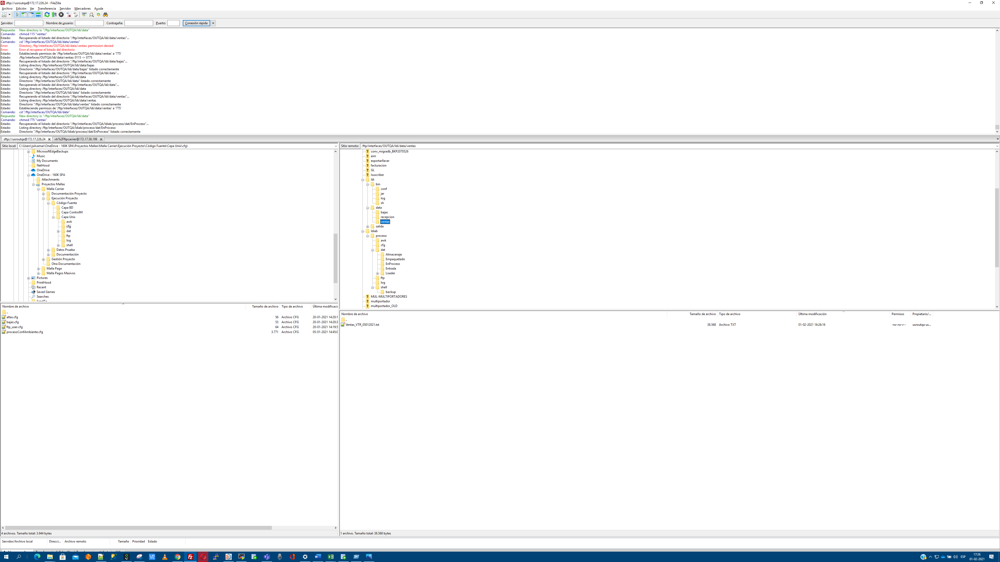 sftp://usroutqa@172.17.226.24 - FileZilla
Archivo Edición Ver Transferencia Servidor Marcadores Ayuda
Servidor: Nombre de usuario: Contraseña: Puerto: Conexión rápida
Respuesta: New directory is: "/ftp/interfaces/OUTQA/ldi/data"
Comando: chmod 115 "ventas"
Estado: Recuperando el listado del directorio "/ftp/interfaces/OUTQA/ldi/data/ventas"...
Comando: cd "/ftp/interfaces/OUTQA/ldi/data/ventas"
Error: Directory /ftp/interfaces/OUTQA/ldi/data/ventas: permission denied
Error: Error al recuperar el listado del directorio
Estado: Estableciendo permisos de '/ftp/interfaces/OUTQA/ldi/data/ventas' a '775'
Estado: /ftp/interfaces/OUTQA/ldi/data/ventas: 0115 -> 0775
Estado: Recuperando el listado del directorio "/ftp/interfaces/OUTQA/ldi/data/bajas"...
Estado: Listing directory /ftp/interfaces/OUTQA/ldi/data/bajas
Estado: Directorio "/ftp/interfaces/OUTQA/ldi/data/bajas" listado correctamente
Estado: Recuperando el listado del directorio "/ftp/interfaces/OUTQA/ldi/data"...
Estado: Listing directory /ftp/interfaces/OUTQA/ldi/data
Estado: Directorio "/ftp/interfaces/OUTQA/ldi/data" listado correctamente
Estado: Recuperando el listado del directorio "/ftp/interfaces/OUTQA/ldi/data"...
Estado: Listing directory /ftp/interfaces/OUTQA/ldi/data
Estado: Directorio "/ftp/interfaces/OUTQA/ldi/data" listado correctamente
Estado: Recuperando el listado del directorio "/ftp/interfaces/OUTQA/ldi/data/ventas"...
Estado: Listing directory /ftp/interfaces/OUTQA/ldi/data/ventas
Estado: Directorio "/ftp/interfaces/OUTQA/ldi/data/ventas" listado correctamente
Estado: Estableciendo permisos de '/ftp/interfaces/OUTQA/ldi/data/ventas' a '775'
Comando: cd "/ftp/interfaces/OUTQA/ldi/data"
Respuesta: New directory is: "/ftp/interfaces/OUTQA/ldi/data"
Comando: chmod 775 "ventas"
Estado: Recuperando el listado del directorio "/ftp/interfaces/OUTQA/ldiab/proceso/dat/EnProceso"...
Estado: Listing directory /ftp/interfaces/OUTQA/ldiab/proceso/dat/EnProceso
Estado: Directorio "/ftp/interfaces/OUTQA/ldiab/proceso/dat/EnProceso" listado correctamente
sftp://usroutqa@172.17.226.24 vtr%2Fftpcarrier@172.17.58.199
Sitio local: C:\Users\jsilvamar\OneDrive - 160K SPA\Proyectos Mallas\Malla Carrier\Ejecución Proyecto\Código Fuente\Capa Unix\cfg\
MicrosoftEdgeBackups
Music
My Documents
NetHood
OneDrive
OneDrive - 160K SPA
Attachments
Proyectos Mallas
Malla Carrier
Documentación Proyecto
Ejecución Proyecto
Código Fuente
Capa BD
Capa ControlM
Capa Unix
awk
cfg
dat
ftp
log
shell
Datos Prueba
Documentación
Gestión Proyecto
Otra Documentación
Malla Pago
Malla Pagos Masivos
Pictures
PrintHood
Recent
Saved Games
Searches
SendTo
Nombre de archivo Tamaño de archivo Tipo de archivo Última modificaci
..
altas.cfg 56 Archivo CFG 20-01-2021 14:20:1
bajas.cfg 53 Archivo CFG 20-01-2021 14:20:3
ftp_user.cfg 64 Archivo CFG 20-01-2021 14:19:5
procesoConfAmbiente.cfg 3.771 Archivo CFG 05-01-2021 14:45:0
4 archivos. Tamaño total: 3.944 bytes
Sitio remoto: /ftp/interfaces/OUTQA/ldi/data/ventas
conv_migradb_BKP2070526
eim
exportarllaver
facturacion
GL
lsuscriber
ldi
bin
conf
jar
log
sh
data
bajas
recepcion
ventas
salida
ldiab
proceso
awk
cfg
dat
Almacenaje
Empaquetado
EnProceso
Entrada
Loader
ftp
log
shell
backup
MUL-MULTIPORTADORES
multiportador
multiportador_OLD
Nombre de archivo Tamaño de archivo Tipo de archivo Última modificación Permisos Propietario/...
..
Ventas_VTR_05012021.txt 38.568 Archivo TXT 01-02-2021 16:26:16 -rw-rw-r-- usroutqa us...
1 archivo. Tamaño total: 38.568 bytes
Servidor/Archivo local Direcci... Archivo remoto Tamaño Prioridad Estado
ESP
17:26
01-02-2021